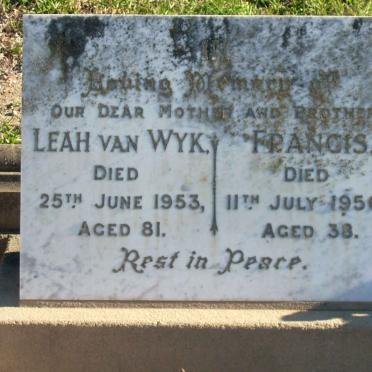 Loving Memory of
Our Dear Mother and Brother
Leah van Wyk, Francis,
Died Died
25th June 1953, 11th July 1956
Aged 81. Aged 38.
Rest in Peace.